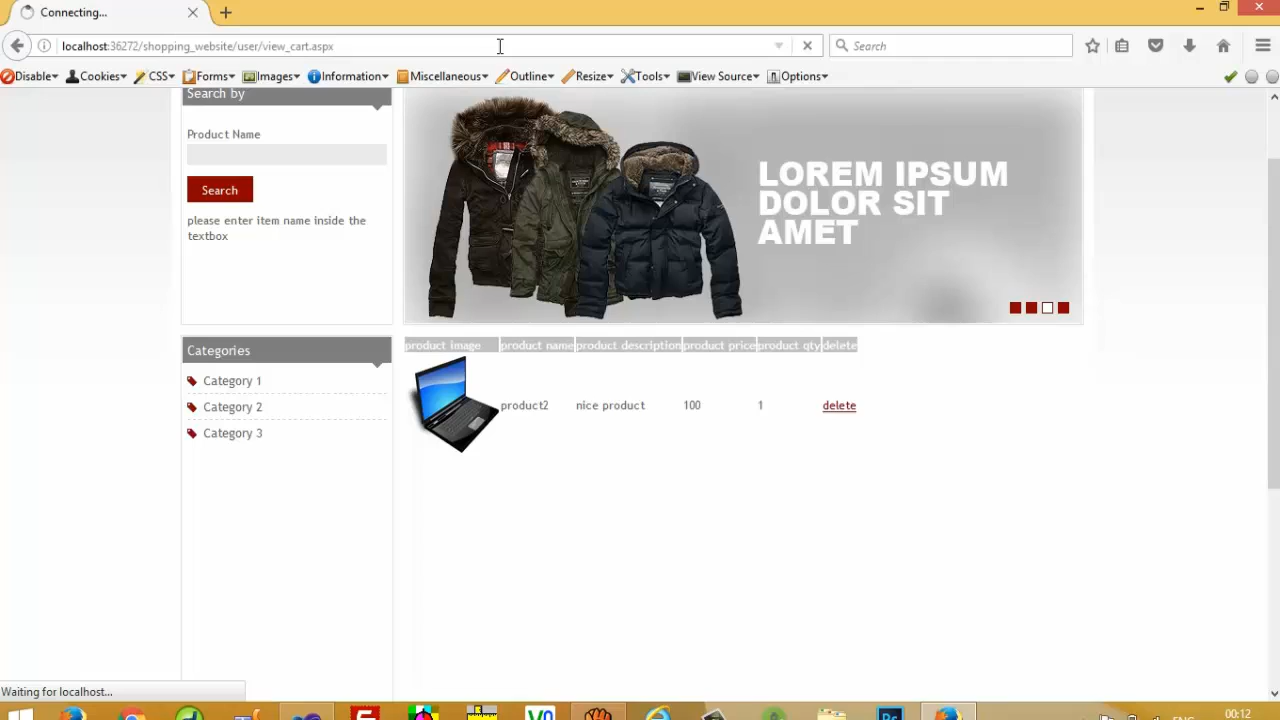 Connecting...
localhost:36272/shopping_website/user/view_cart.aspx
Search
Disable Cookies CSS Forms Images Information Miscellaneous Outline Resize Tools View Source Options
Search by
Product Name
Search
please enter item name inside the
textbox
LOREM IPSUM
DOLOR SIT
AMET
Categories
Category 1
Category 2
Category 3
product image product name product description product price product qty delete
product2 nice product 100 1 delete
Waiting for localhost...
00:12